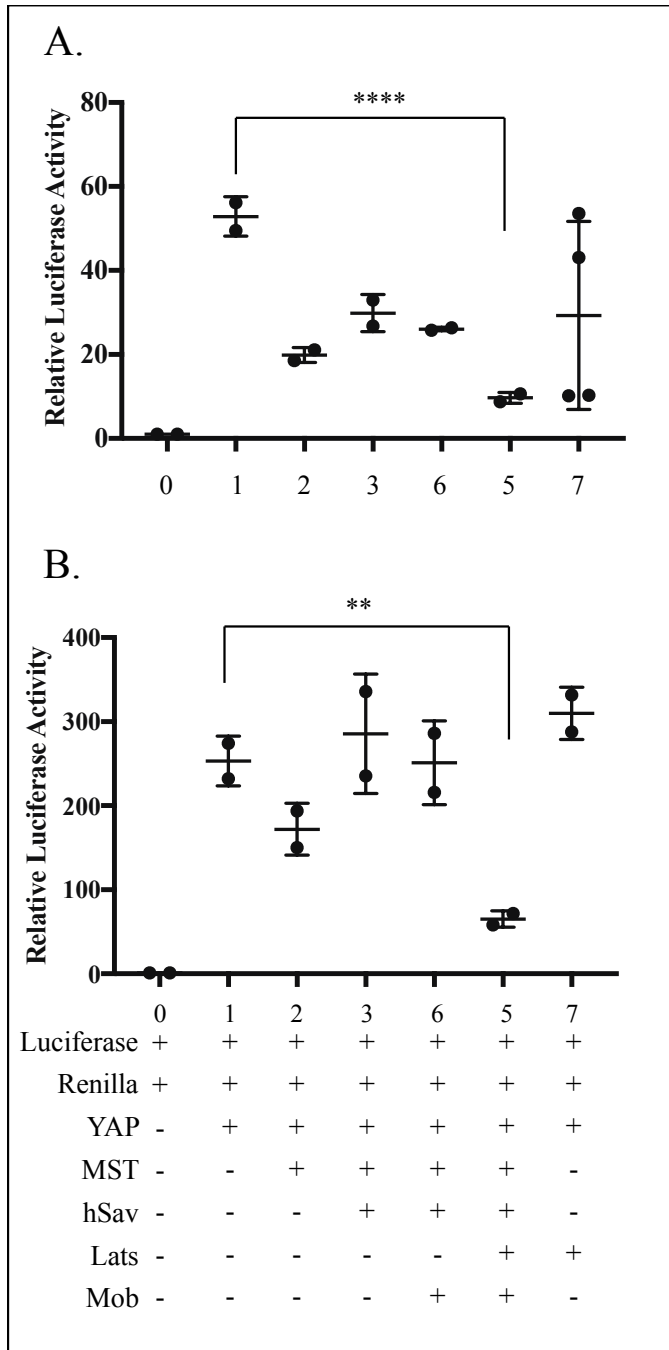 A.
****
80
60
40
20
0
Relative Luciferase Activity
0 1 2 3 6 5 7
B.
**
400
300
200
100
0
Relative Luciferase Activity
0 1 2 3 6 5 7
Luciferase + + + + + + +
Renilla + + + + + + +
YAP - + + + + + +
MST - - + + + + -
hSav - - - + + + -
Lats - - - - - + +
Mob - - - - + + -